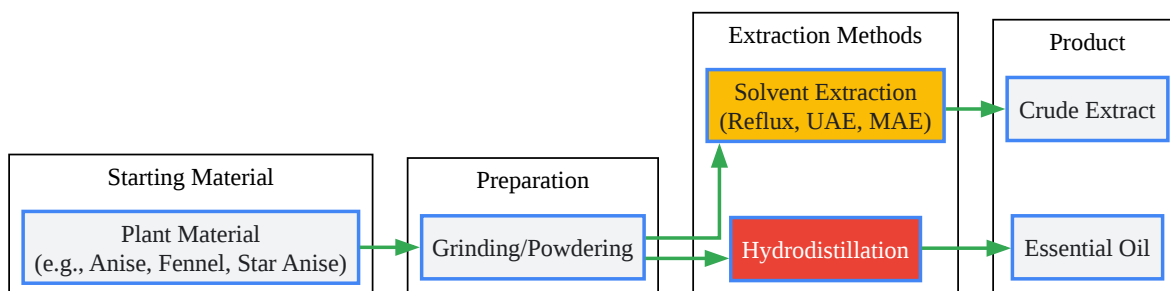 Starting Material
Plant Material
(e.g., Anise, Fennel, Star Anise)
Preparation
Grinding/Powdering
Extraction Methods
Solvent Extraction
(Reflux, UAE, MAE)
Hydrodistillation
Product
Crude Extract
Essential Oil